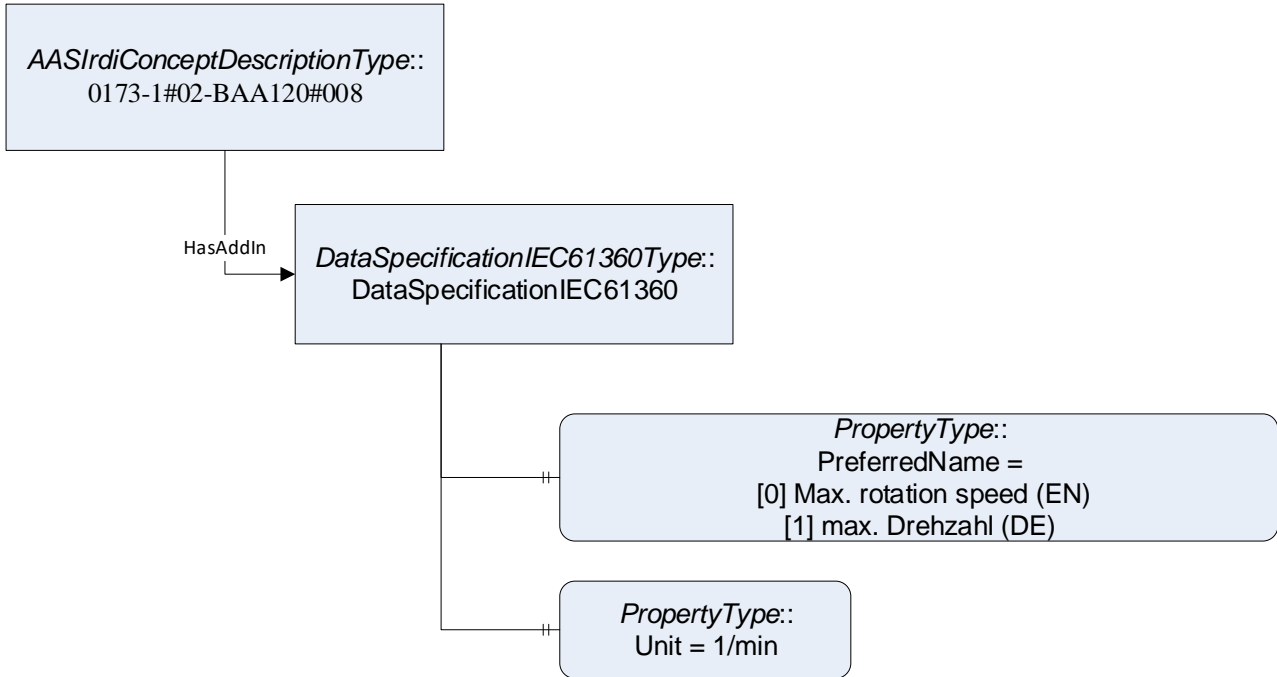 AASIrdiConceptDescriptionType::
0173-1#02-BAA120#008
HasAddIn
DataSpecificationIEC61360Type::
DataSpecificationIEC61360
PropertyType::
PreferredName =
[0] Max. rotation speed (EN)
[1] max. Drehzahl (DE)
PropertyType::
Unit = 1/min